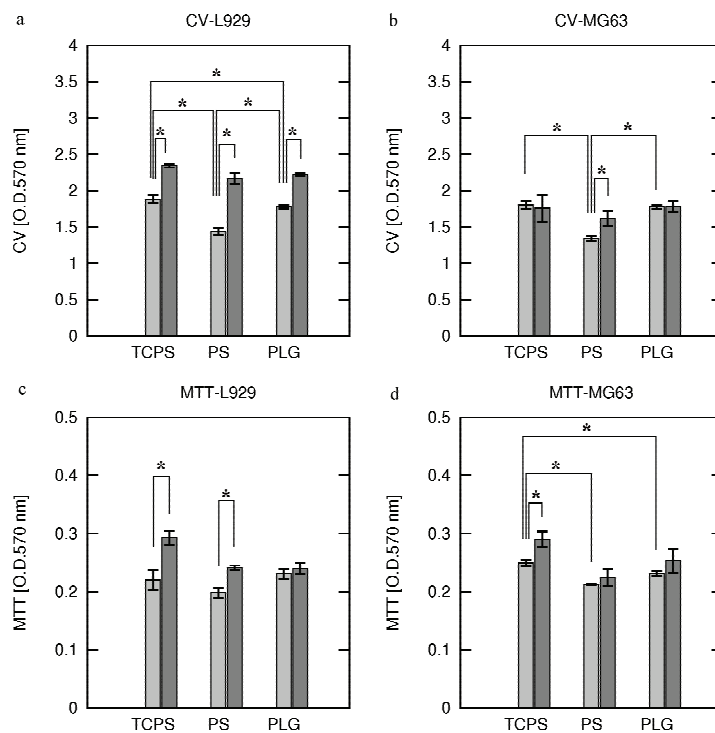 a
CV-L929
4
3.5
3
2.5
2
1.5
1
0.5
0
CV [O.D.570 nm]
*
*
*
*
*
*
TCPS PS PLG
b
CV-MG63
4
3.5
3
2.5
2
1.5
1
0.5
0
CV [O.D.570 nm]
*
*
*
TCPS PS PLG
c
MTT-L929
0.5
0.4
0.3
0.2
0.1
0
MTT [O.D.570 nm]
*
*
TCPS PS PLG
d
MTT-MG63
0.5
0.4
0.3
0.2
0.1
0
MTT [O.D.570 nm]
*
*
*
TCPS PS PLG